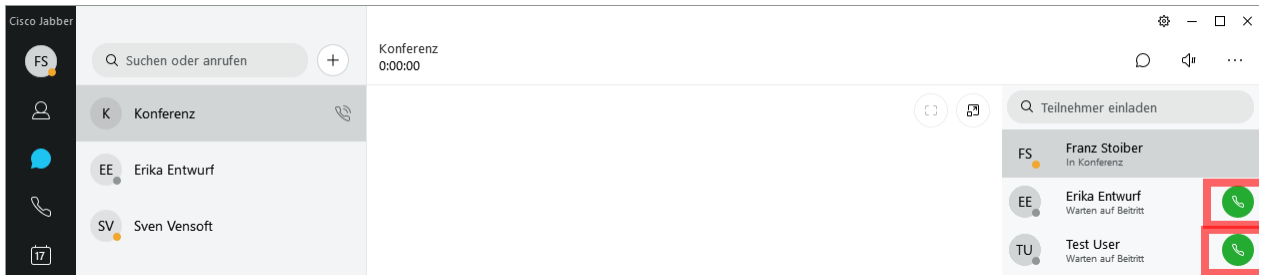 Cisco Jabber
FS
Suchen oder anrufen
K Konferenz
EE Erika Entwurf
SV Sven Vensoft
17
Konferenz
0:00:00
Teilnehmer einladen
FS Franz Stoiber
In Konferenz
EE Erika Entwurf
Warten auf Beitritt
TU Test User
Warten auf Beitritt